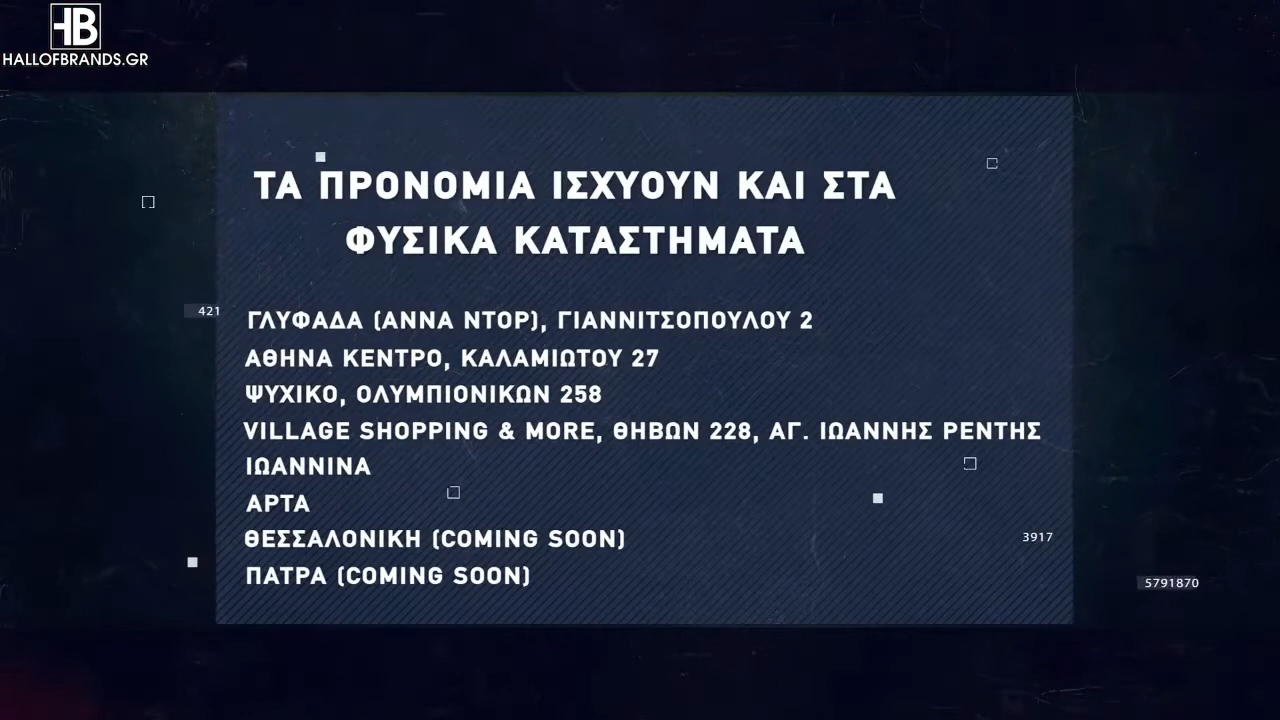 HB
HALLOFBRANDS.GR
ΤΑ ΠΡΟΝΟΜΙΑ ΙΣΧΥΟΥΝ ΚΑΙ ΣΤΑ
ΦΥΣΙΚΑ ΚΑΤΑΣΤΗΜΑΤΑ
421
ΓΛΥΦΑΔΑ (ΑΝΝΑ ΝΤΟΡ), ΓΙΑΝΝΙΤΣΟΠΟΥΛΟΥ 2
ΑΘΗΝΑ ΚΕΝΤΡΟ, ΚΑΛΑΜΙΩΤΟΥ 27
ΨΥΧΙΚΟ, ΟΛΥΜΠΙΟΝΙΚΩΝ 258
VILLAGE SHOPPING & MORE, ΘΗΒΩΝ 228, ΑΓ. ΙΩΑΝΝΗΣ ΡΕΝΤΗΣ
ΙΩΑΝΝΙΝΑ
ΑΡΤΑ
ΘΕΣΣΑΛΟΝΙΚΗ (COMING SOON)
3917
ΠΑΤΡΑ (COMING SOON)
5791870